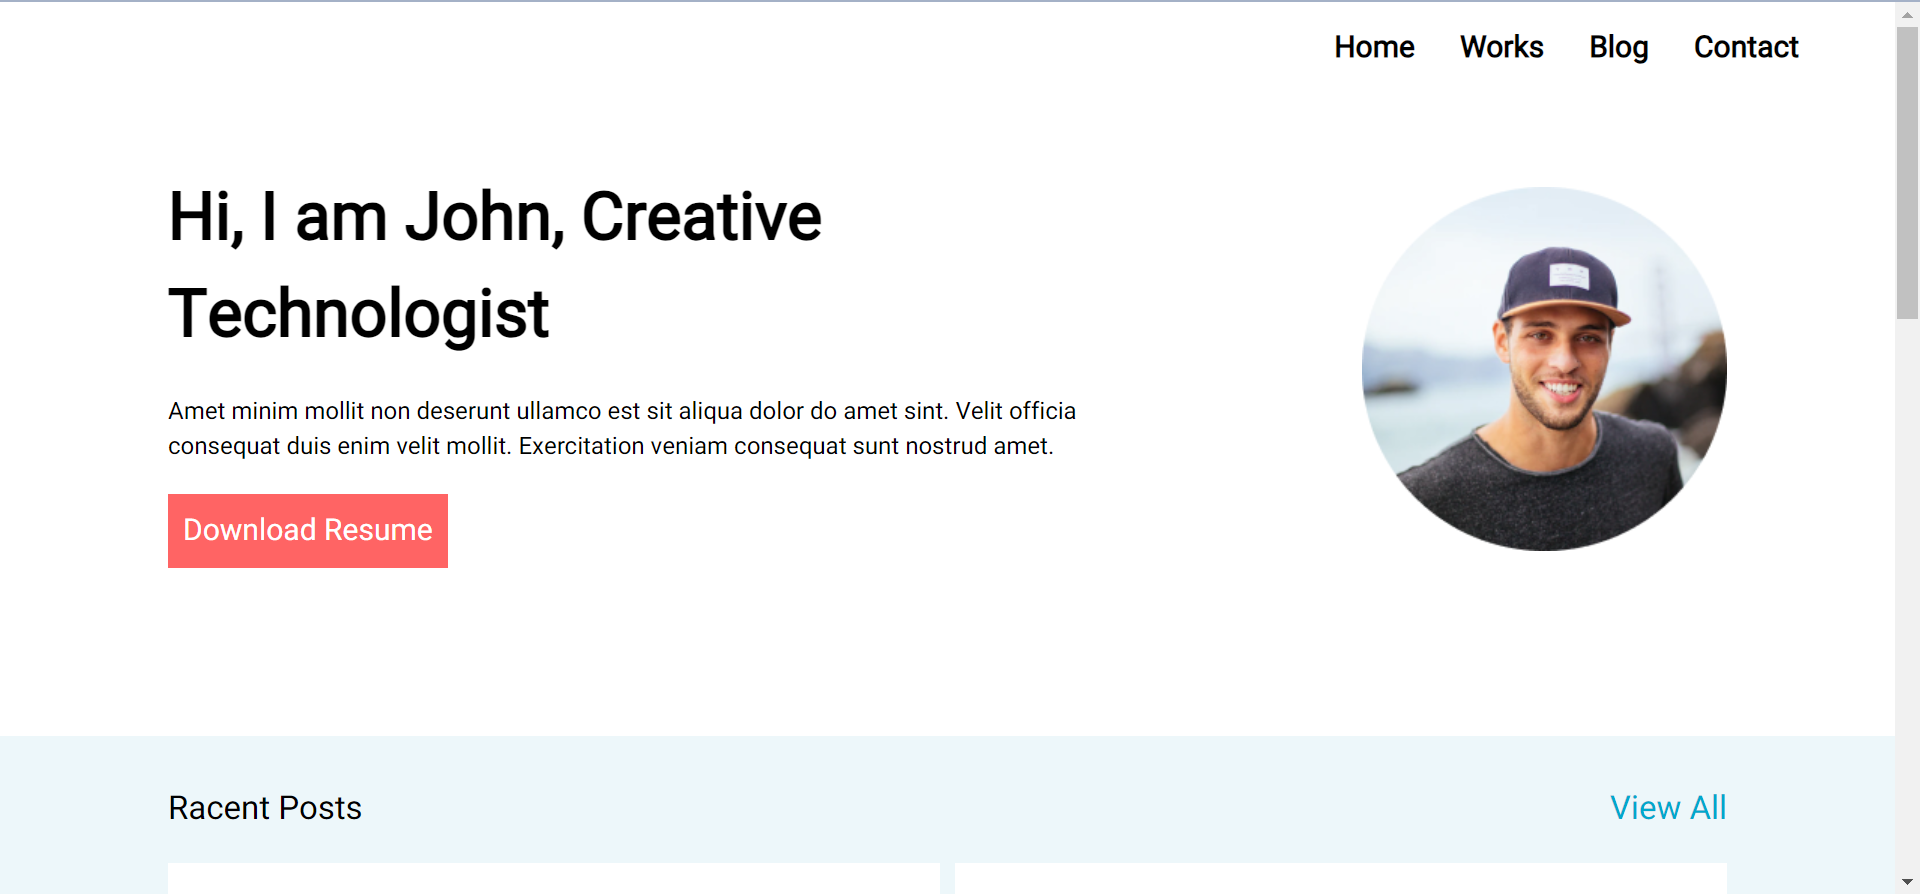 Home Works Blog Contact
Hi, I am John, Creative
Technologist
Amet minim mollit non deserunt ullamco est sit aliqua dolor do amet sint. Velit officia
consequat duis enim velit mollit. Exercitation veniam consequat sunt nostrud amet.
Download Resume
Racent Posts
View All